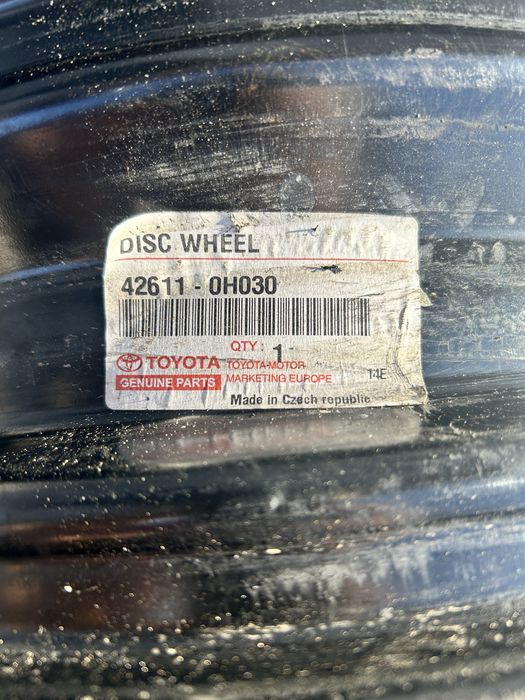 DISC WHEEL
42611 - 0H030
QTY : 1
TOYOTA TOYOTA-MOTOR
GENUINE PARTS MARKETING EUROPE
14E
Made in Czech republic